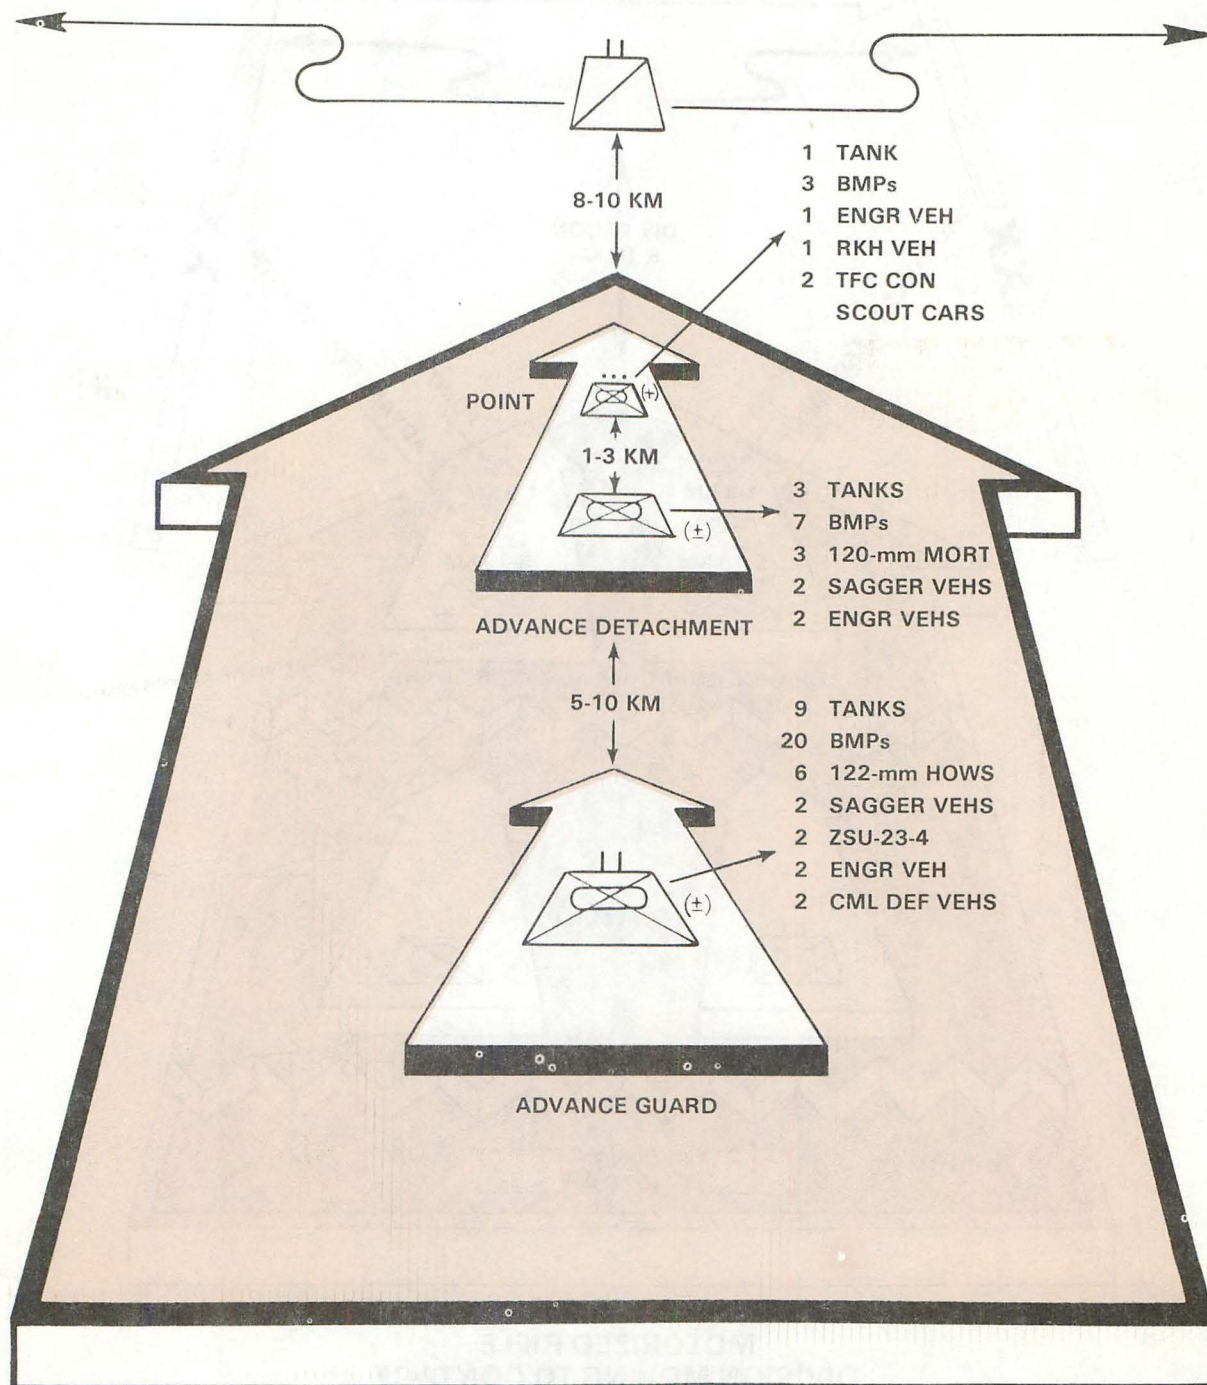 8-10 KM
1 TANK
3 BMPs
1 ENGR VEH
1 RKH VEH
2 TFC CON
SCOUT CARS
POINT
(+)
1-3 KM
(±)
3 TANKS
7 BMPs
3 120-mm MORT
2 SAGGER VEHS
2 ENGR VEHS
ADVANCE DETACHMENT
5-10 KM
9 TANKS
20 BMPs
6 122-mm HOWS
2 SAGGER VEHS
2 ZSU-23-4
2 ENGR VEH
2 CML DEF VEHS
(±)
ADVANCE GUARD